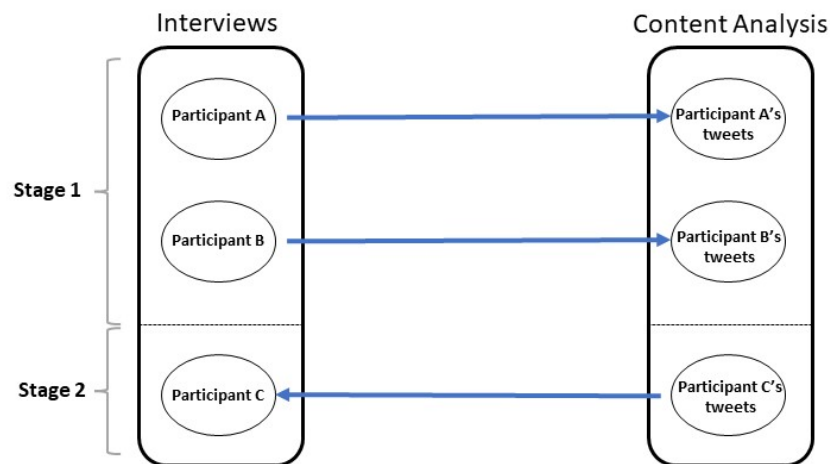 Interviews
Content Analysis
Stage 1
Participant A
Participant A's
tweets
Participant B
Participant B's
tweets
Stage 2
Participant C
Participant C's
tweets